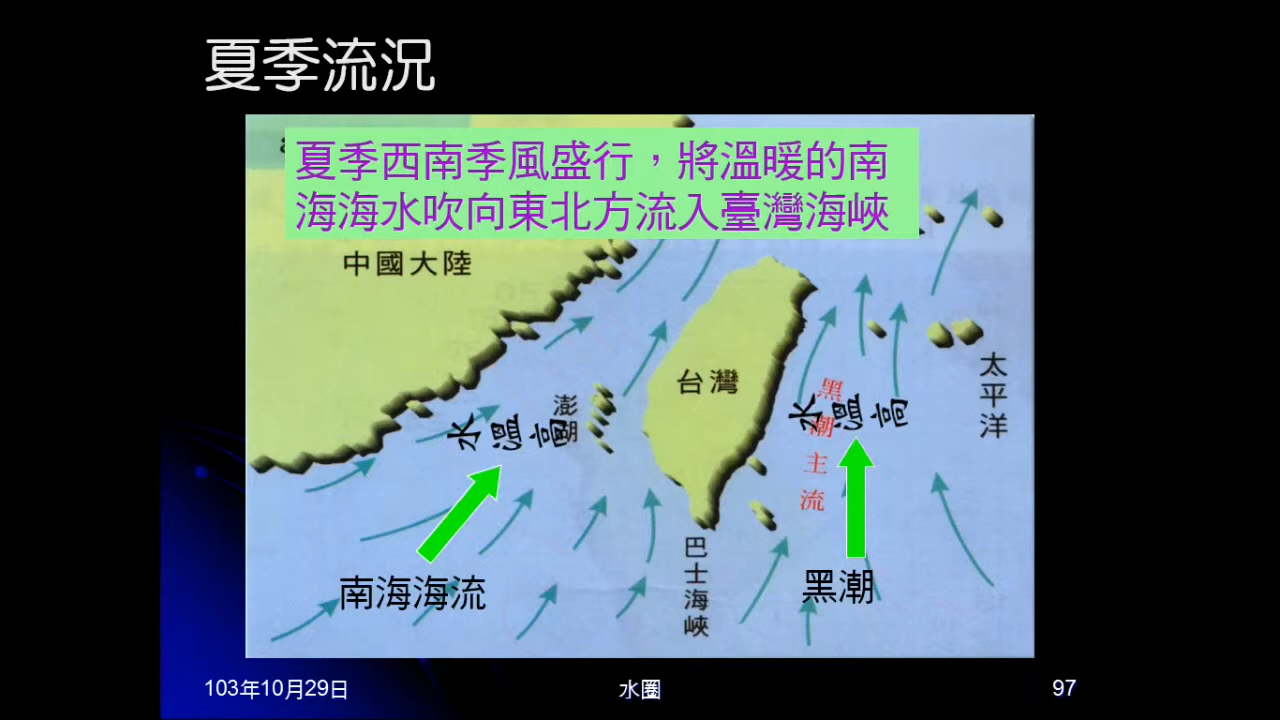 夏季流況
夏季西南季風盛行，將溫暖的南
海海水吹向東北方流入臺灣海峽
中國大陸
台灣
澎湖
水溫高
黑潮主流
水溫高
太平洋
巴士海峽
南海海流
黑潮
103年10月29日
水圈
97